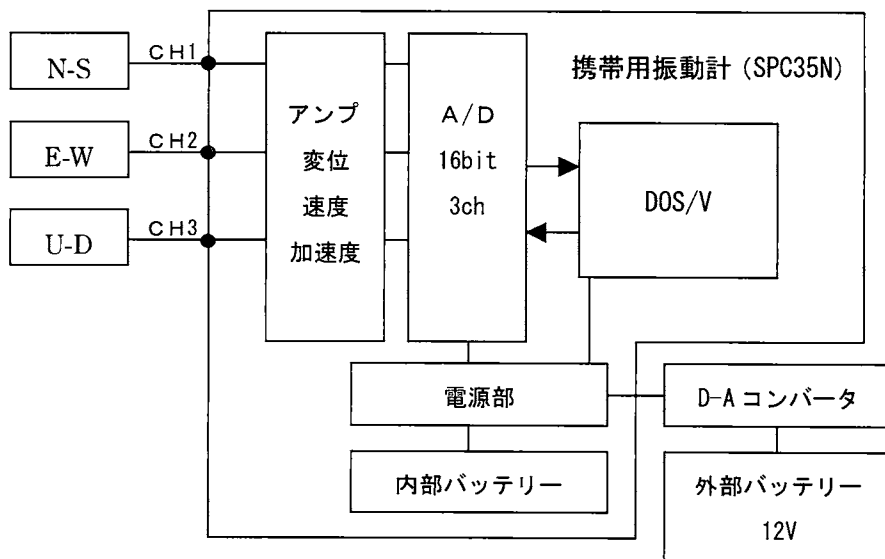 N-S
CH1
E-W
CH2
U-D
CH3
アンプ
変位
速度
加速度
A/D
16bit
3ch
携帯用振動計 (SPC35N)
DOS/V
電源部
D-A コンバータ
内部バッテリー
外部バッテリー
12V